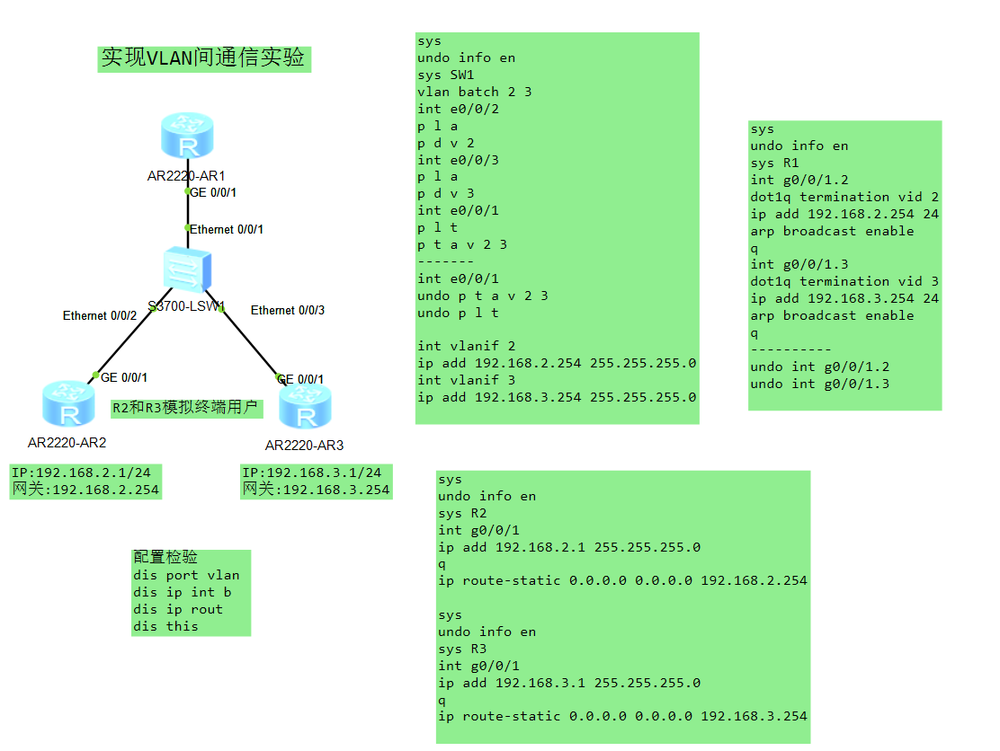 实现VLAN间通信实验
R
AR2220-AR1
GE 0/0/1
Ethernet 0/0/1
S3700-LSW1
Ethernet 0/0/2
Ethernet 0/0/3
GE 0/0/1
GE 0/0/1
R
R
R2和R3模拟终端用户
AR2220-AR2
AR2220-AR3
IP:192.168.2.1/24
网关:192.168.2.254
IP:192.168.3.1/24
网关:192.168.3.254
配置检验
dis port vlan
dis ip int b
dis ip rout
dis this
sys
undo info en
sys SW1
vlan batch 2 3
int e0/0/2
p l a
p d v 2
int e0/0/3
p l a
p d v 3
int e0/0/1
p l t
p t a v 2 3
-------
int e0/0/1
undo p t a v 2 3
undo p l t
int vlanif 2
ip add 192.168.2.254 255.255.255.0
int vlanif 3
ip add 192.168.3.254 255.255.255.0
sys
undo info en
sys R1
int g0/0/1.2
dot1q termination vid 2
ip add 192.168.2.254 24
arp broadcast enable
q
int g0/0/1.3
dot1q termination vid 3
ip add 192.168.3.254 24
arp broadcast enable
q
----------
undo int g0/0/1.2
undo int g0/0/1.3
sys
undo info en
sys R2
int g0/0/1
ip add 192.168.2.1 255.255.255.0
q
ip route-static 0.0.0.0 0.0.0.0 192.168.2.254
sys
undo info en
sys R3
int g0/0/1
ip add 192.168.3.1 255.255.255.0
q
ip route-static 0.0.0.0 0.0.0.0 192.168.3.254